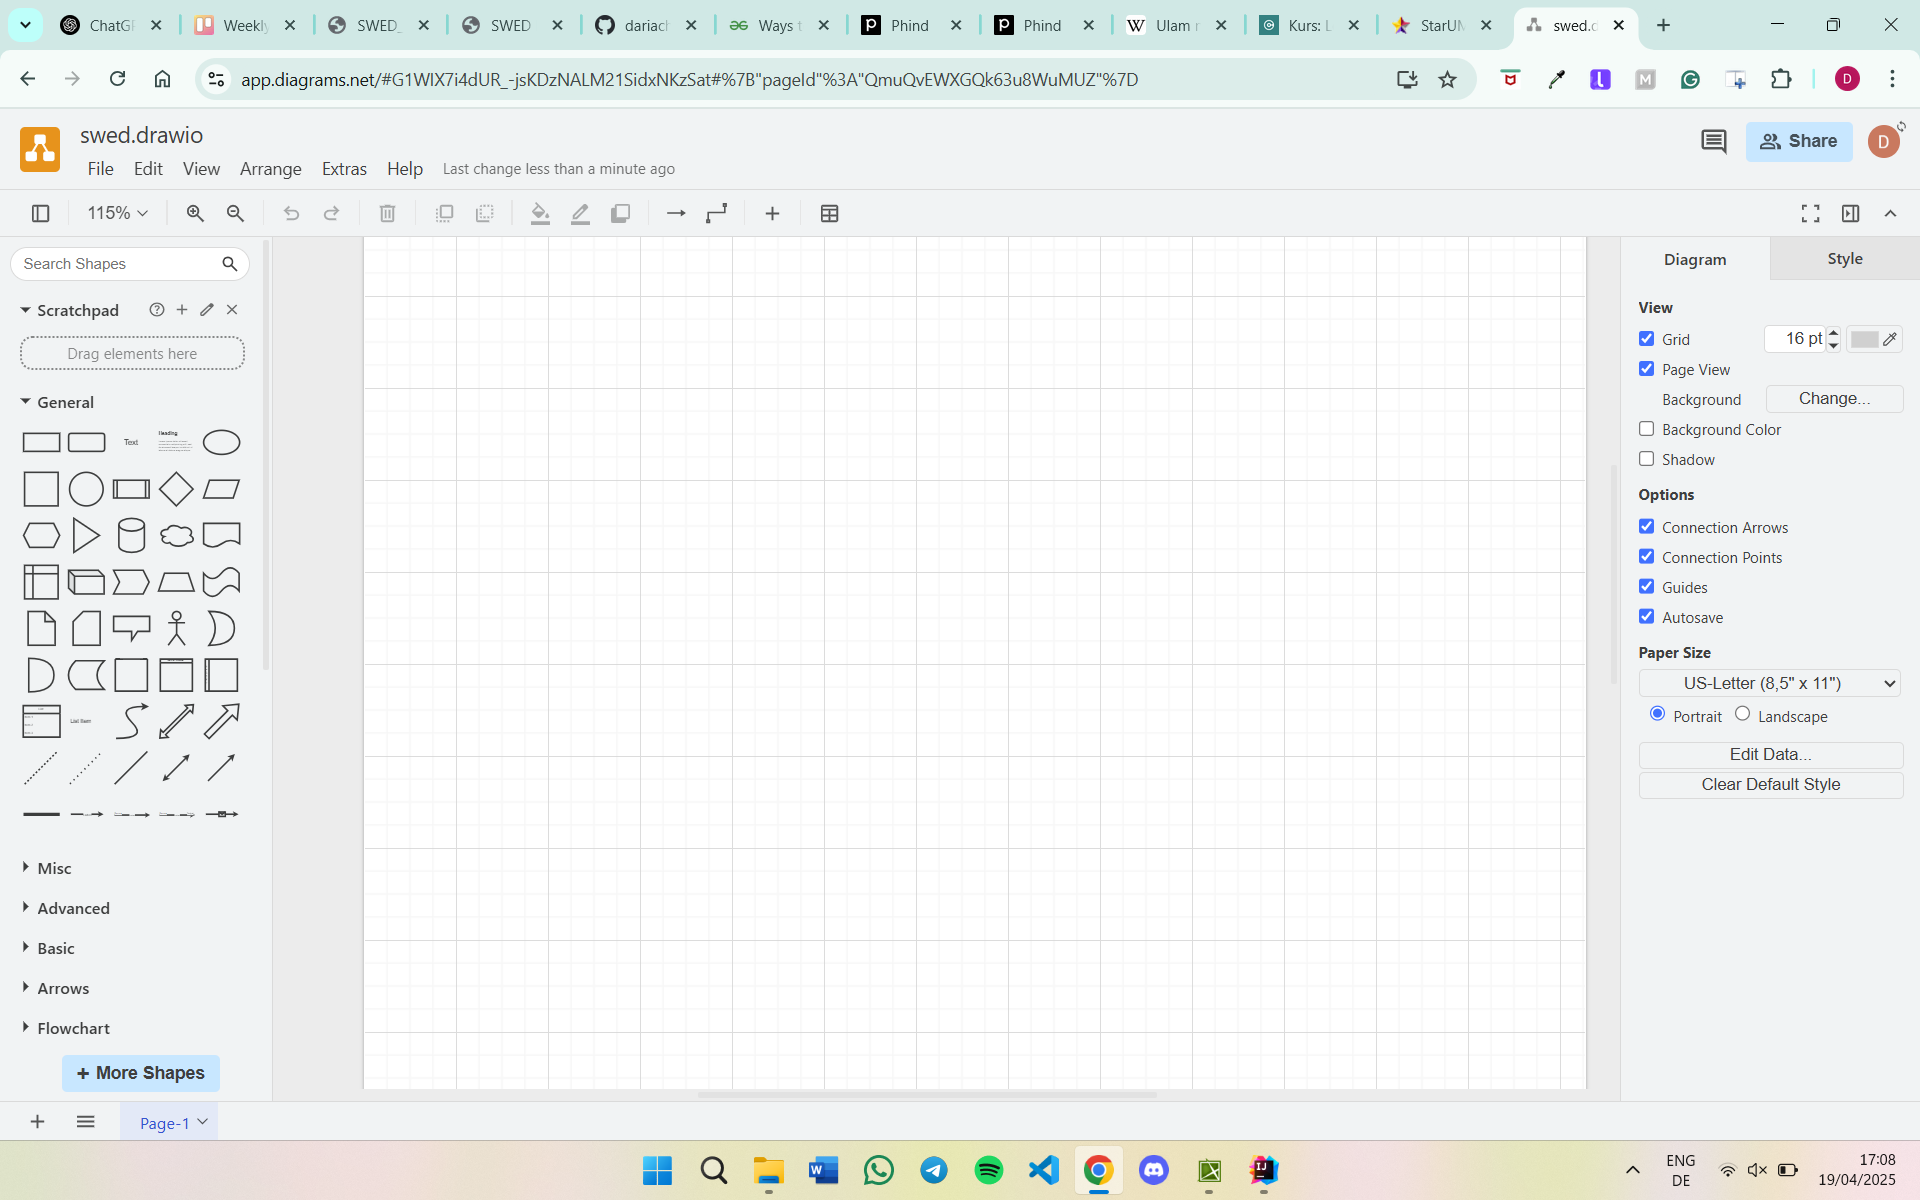 ChatG
Weekly
SWED_
SWED
dariach
Ways t
Phind
Phind
Ulam r
Kurs: L
StarUM
swed.d
app.diagrams.net/#G1WIX7i4dUR_-jsKDzNALM21SidxNKzSat#%7B"pageId"%3A"QmuQvEWXGQk63u8WuMUZ"%7D
D
swed.drawio
File Edit View Arrange Extras Help Last change less than a minute ago
Share
D
115%
Search Shapes
Scratchpad
Drag elements here
General
Text
Heading
List Item
Misc
Advanced
Basic
Arrows
Flowchart
+ More Shapes
Page-1
Diagram
Style
View
Grid
16 pt
Page View
Background
Change...
Background Color
Shadow
Options
Connection Arrows
Connection Points
Guides
Autosave
Paper Size
US-Letter (8,5" x 11")
Portrait
Landscape
Edit Data...
Clear Default Style
ENG
DE
17:08
19/04/2025